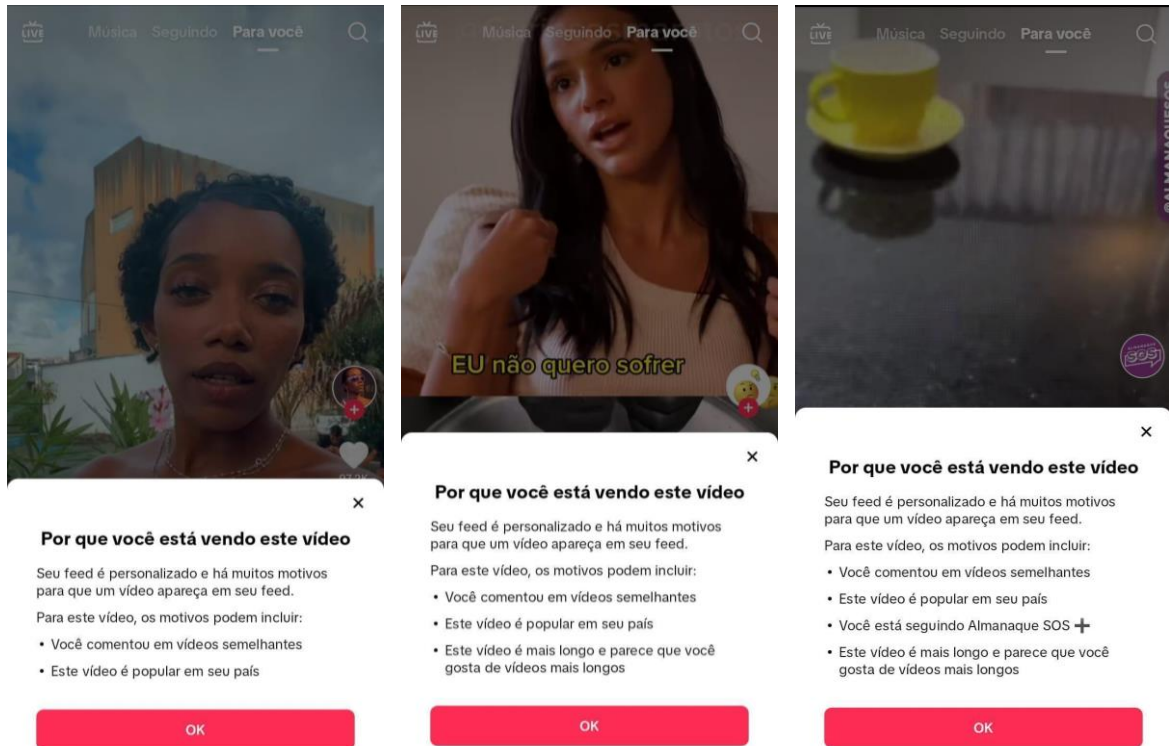 LIVE
Música Seguindo Para você
Por que você está vendo este vídeo
Seu feed é personalizado e há muitos motivos
para que um vídeo apareça em seu feed.
Para este vídeo, os motivos podem incluir:
• Você comentou em vídeos semelhantes
• Este vídeo é popular em seu país
OK
LIVE
Música Seguindo Para você
EU não quero sofrer
Por que você está vendo este vídeo
Seu feed é personalizado e há muitos motivos
para que um vídeo apareça em seu feed.
Para este vídeo, os motivos podem incluir:
• Você comentou em vídeos semelhantes
• Este vídeo é popular em seu país
• Este vídeo é mais longo e parece que você
gosta de vídeos mais longos
OK
LIVE
Música Seguindo Para você
@ALMANAQUESOS
SOS
Por que você está vendo este vídeo
Seu feed é personalizado e há muitos motivos
para que um vídeo apareça em seu feed.
Para este vídeo, os motivos podem incluir:
• Você comentou em vídeos semelhantes
• Este vídeo é popular em seu país
• Você está seguindo Almanaque SOS ➕
• Este vídeo é mais longo e parece que você
gosta de vídeos mais longos
OK